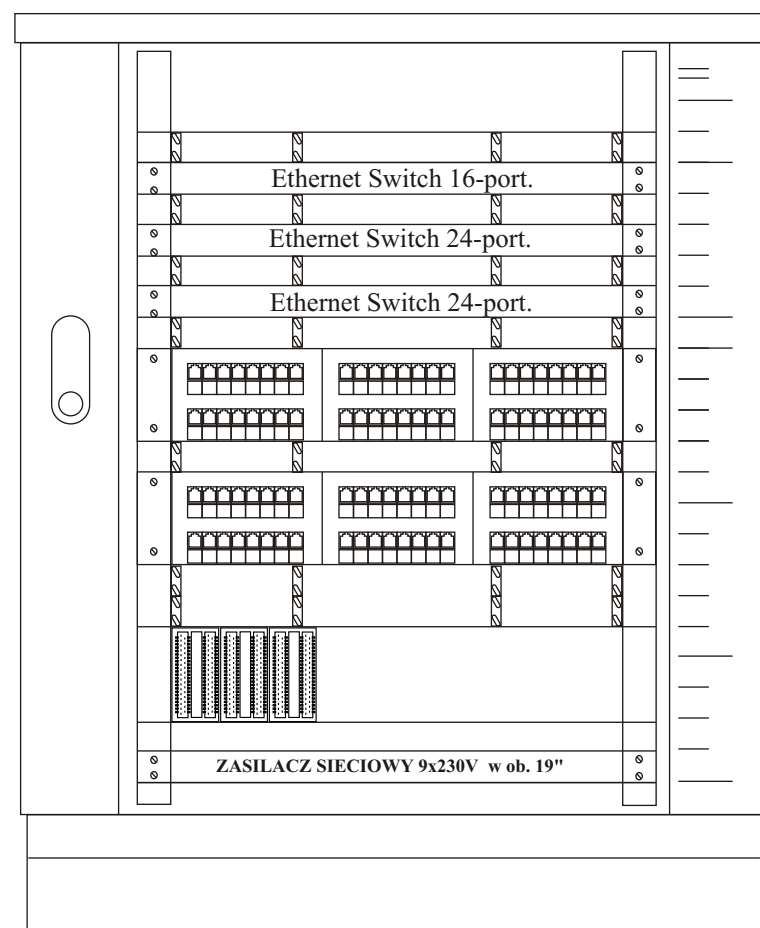 Ethernet Switch 16-port.
Ethernet Switch 24-port.
Ethernet Switch 24-port.
ZASILACZ SIECIOWY 9x230V w ob. 19"